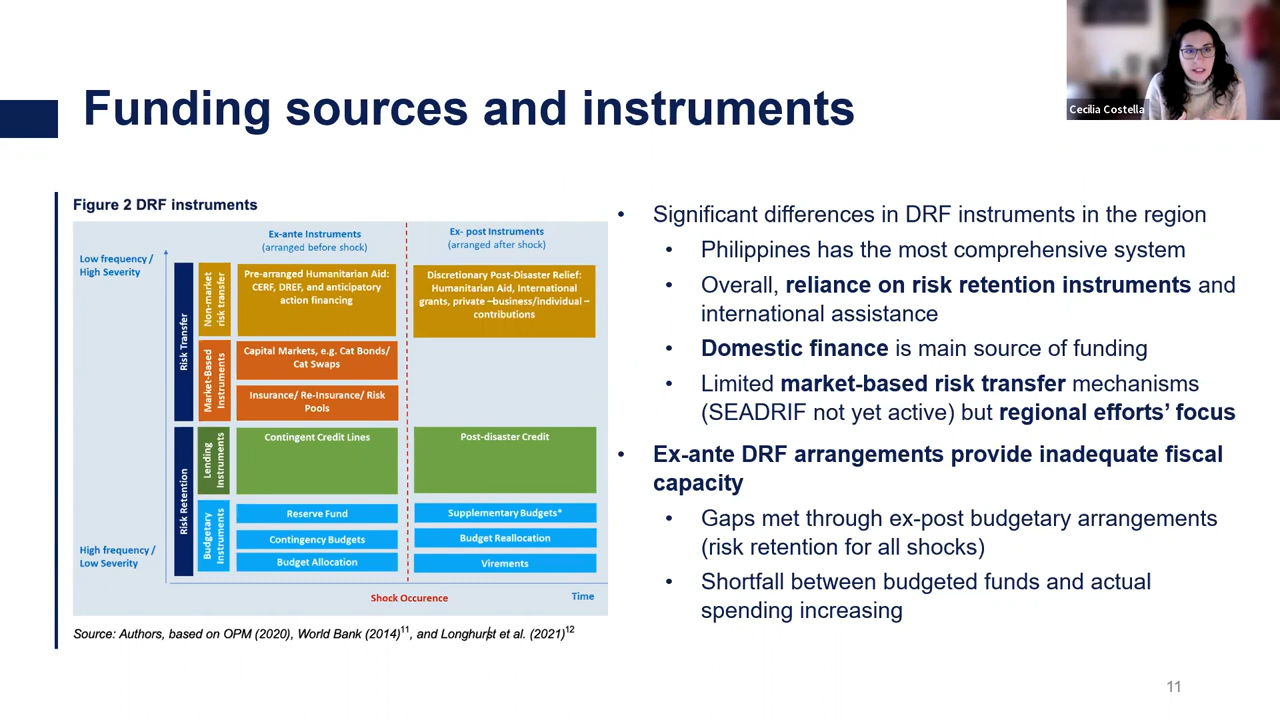 Cecilia Costella
Funding sources and instruments
Figure 2 DRF instruments
Ex-ante Instruments
(arranged before shock)
Ex- post Instruments
(arranged after shock)
Low frequency /
High Severity
High frequency /
Low Severity
Risk Transfer
Risk Retention
Non-market
risk transfer
Pre-arranged Humanitarian Aid:
CERF, DREF, and anticipatory
action financing
Discretionary Post-Disaster Relief:
Humanitarian Aid, International
grants, private –business/individual –
contributions
Market-Based
Instruments
Capital Markets, e.g. Cat Bonds/
Cat Swaps
Insurance/ Re-Insurance/ Risk
Pools
Lending
Instruments
Contingent Credit Lines
Post-disaster Credit
Budgetary
Instruments
Reserve Fund
Supplementary Budgets*
Contingency Budgets
Budget Reallocation
Budget Allocation
Virements
Shock Occurence
Time
Source: Authors, based on OPM (2020), World Bank (2014)11, and Longhurst et al. (2021)12
• Significant differences in DRF instruments in the region
• Philippines has the most comprehensive system
• Overall, reliance on risk retention instruments and
international assistance
• Domestic finance is main source of funding
• Limited market-based risk transfer mechanisms
(SEADRIF not yet active) but regional efforts' focus
• Ex-ante DRF arrangements provide inadequate fiscal
capacity
• Gaps met through ex-post budgetary arrangements
(risk retention for all shocks)
• Shortfall between budgeted funds and actual
spending increasing
11